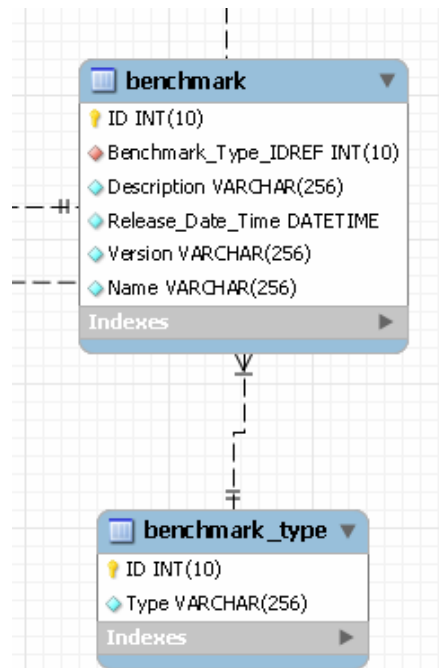 benchmark
ID INT(10)
Benchmark_Type_IDREF INT(10)
Description VARCHAR(256)
Release_Date_Time DATETIME
Version VARCHAR(256)
Name VARCHAR(256)
Indexes
benchmark_type
ID INT(10)
Type VARCHAR(256)
Indexes